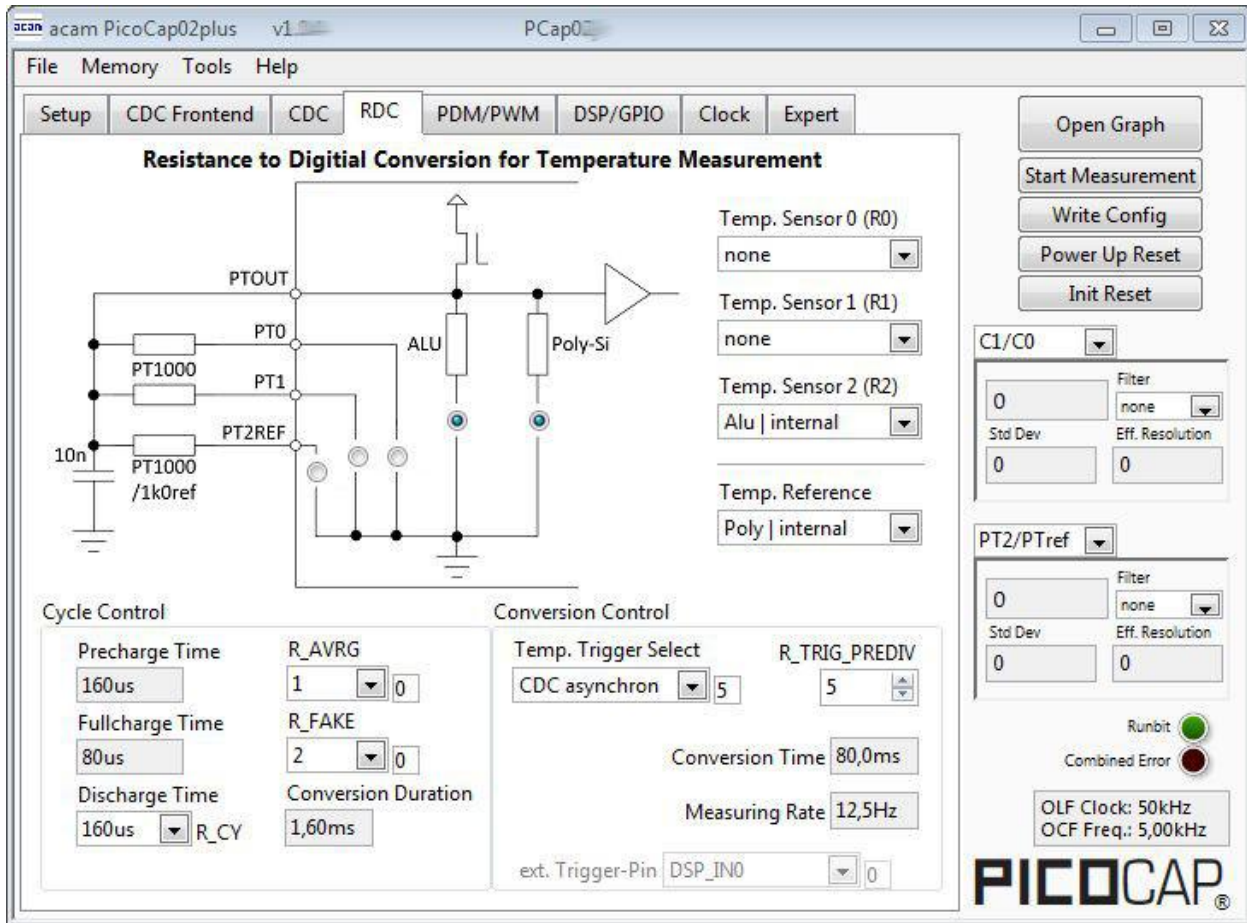 acam acam PicoCap02plus v1. PCap02
File Memory Tools Help
Setup CDC Frontend CDC RDC PDM/PWM DSP/GPIO Clock Expert
Resistance to Digitial Conversion for Temperature Measurement
PTOUT
PT0
PT1000
PT1
PT2REF
10n
PT1000
/1k0ref
ALU
Poly-Si
Temp. Sensor 0 (R0)
none
Temp. Sensor 1 (R1)
none
Temp. Sensor 2 (R2)
Alu | internal
Temp. Reference
Poly | internal
Cycle Control
Precharge Time
160us
Fullcharge Time
80us
Discharge Time
160us R_CY
R_AVRG
1 0
R_FAKE
2 0
Conversion Duration
1,60ms
Conversion Control
Temp. Trigger Select
CDC asynchron 5
R_TRIG_PREDIV
5
Conversion Time 80,0ms
Measuring Rate 12,5Hz
ext. Trigger-Pin DSP_IN0 0
Open Graph
Start Measurement
Write Config
Power Up Reset
Init Reset
C1/C0
0
Filter
none
Std Dev
0
Eff. Resolution
0
PT2/PTref
0
Filter
none
Std Dev
0
Eff. Resolution
0
Runbit
Combined Error
OLF Clock: 50kHz
OCF Freq.: 5,00kHz
PICOCAP®